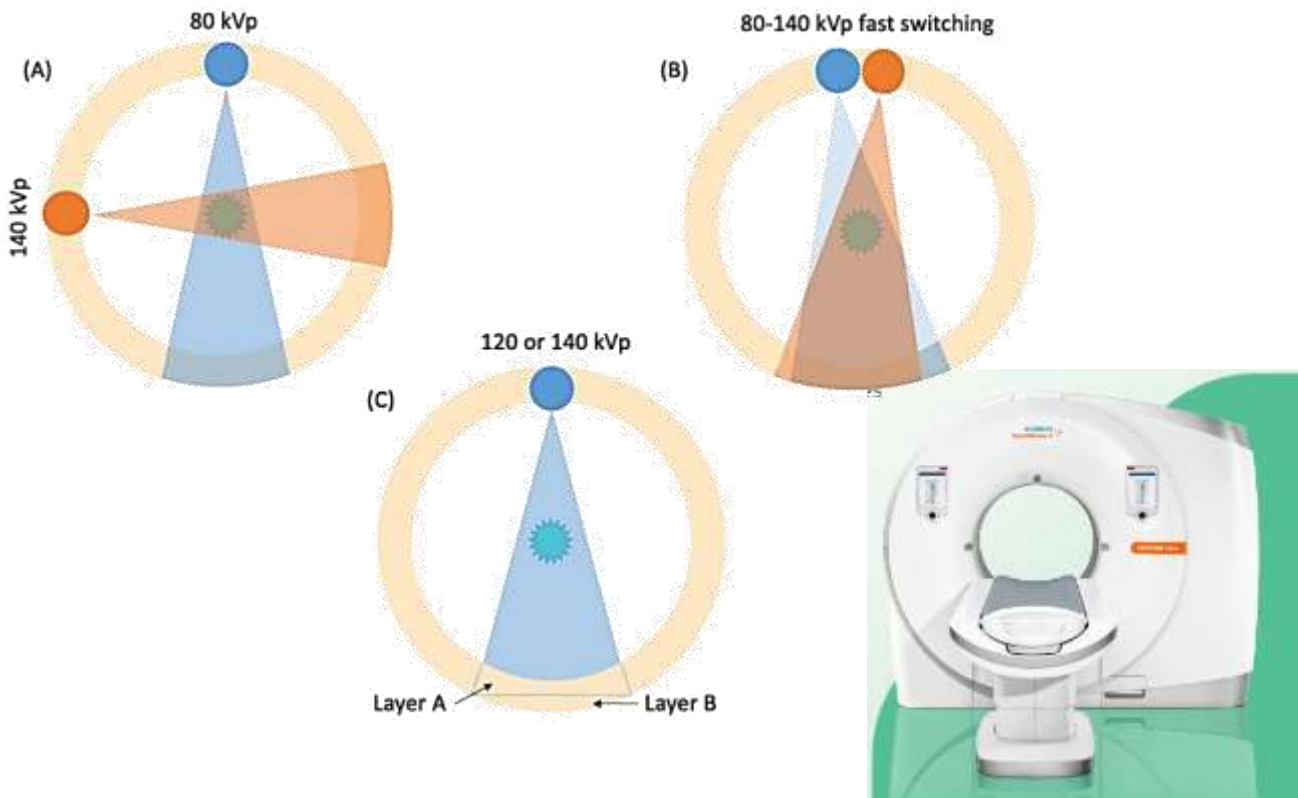 80 kVp
80-140 kVp fast switching
(A)
(B)
140 kVp
120 or 140 kVp
(C)
Layer A
Layer B